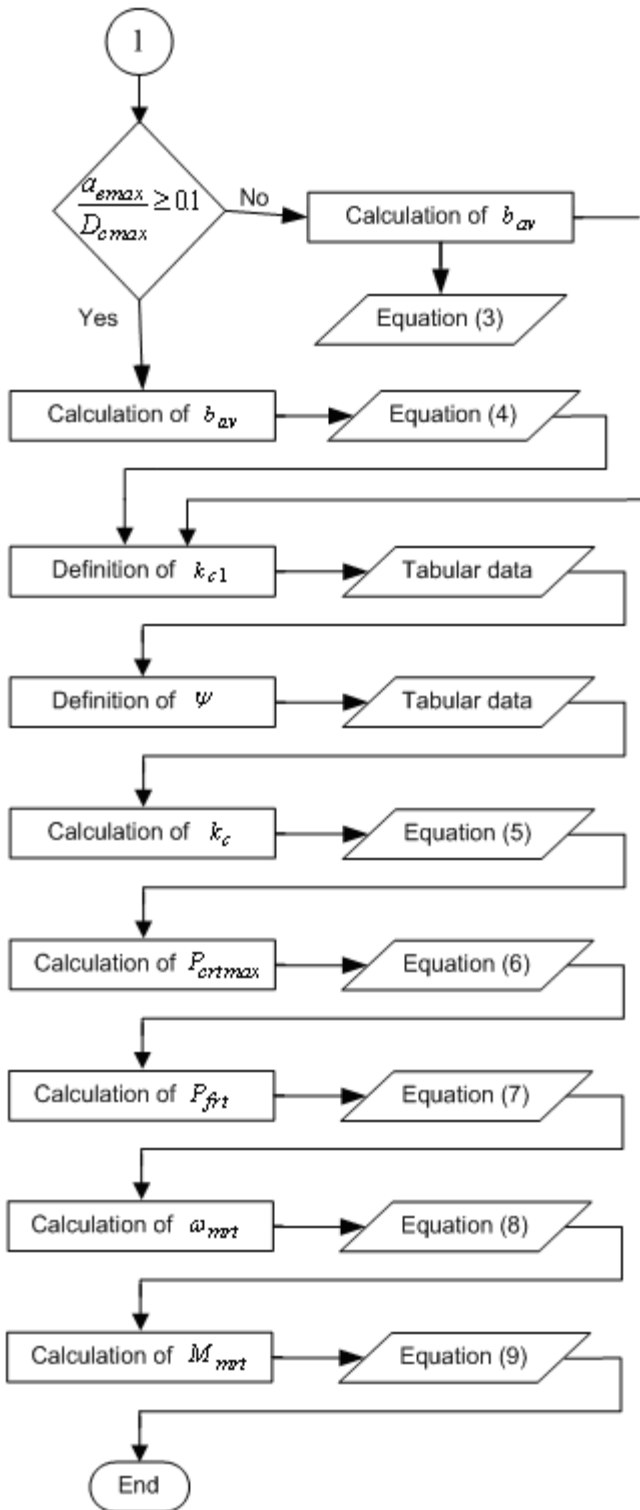 1
a_emax / D_cmax ≥ 0.1
No
Calculation of b_av
Yes
Equation (3)
Calculation of b_av
Equation (4)
Definition of k_c1
Tabular data
Definition of Ψ
Tabular data
Calculation of k_c
Equation (5)
Calculation of P_crtmax
Equation (6)
Calculation of P_frt
Equation (7)
Calculation of ω_mrt
Equation (8)
Calculation of M_mrt
Equation (9)
End